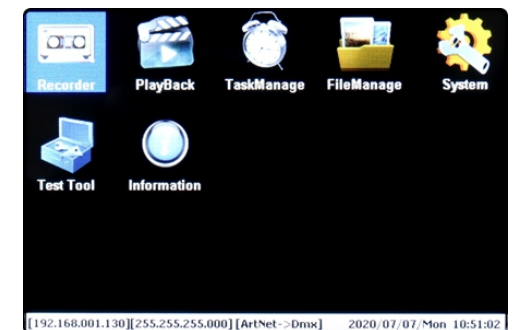 Recorder PlayBack TaskManage FileManage System
Test Tool Information
[192.168.001.130][255.255.255.000] [ArtNet->Dmx] 2020/07/07/Mon 10:51:02